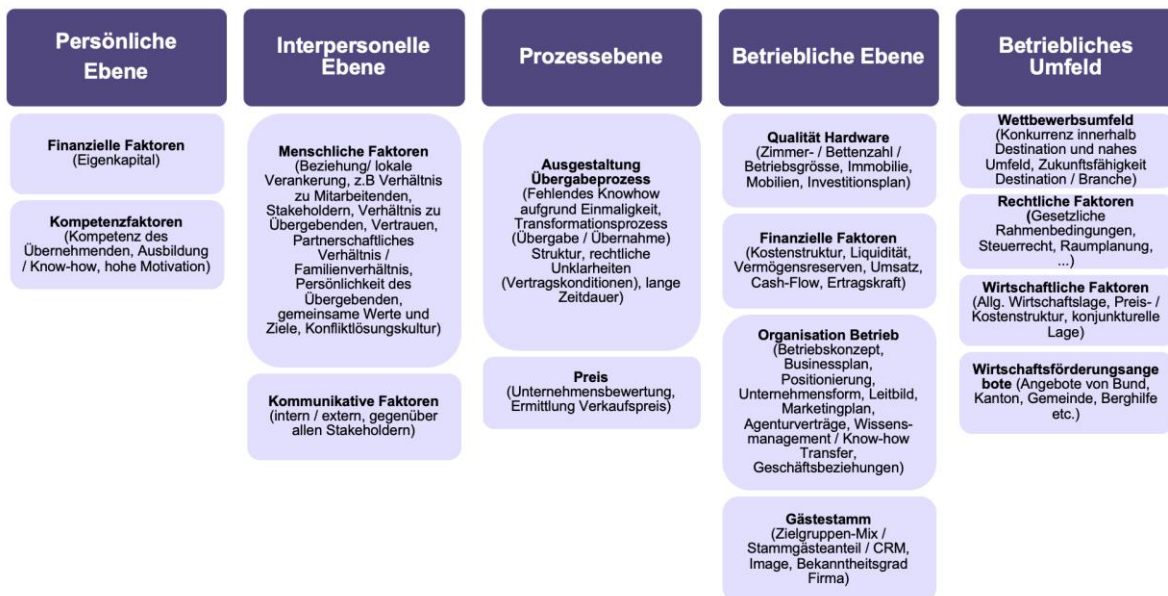 Persönliche
Ebene
Finanzielle Faktoren
(Eigenkapital)
Kompetenzfaktoren
(Kompetenz des
Übernehmenden, Ausbildung
/ Know-how, hohe Motivation)
Interpersonelle
Ebene
Menschliche Faktoren
(Beziehung/ lokale
Verankerung, z.B Verhältnis
zu Mitarbeitenden,
Stakeholdern, Verhältnis zu
Übergebenden, Vertrauen,
Partnerschaftliches
Verhältnis /
Familienverhältnis,
Persönlichkeit des
Übergebenden,
gemeinsame Werte und
Ziele, Konfliktlösungskultur)
Kommunikative Faktoren
(intern / extern, gegenüber
allen Stakeholdern)
Prozessebene
Ausgestaltung
Übergabeprozess
(Fehlendes Knowhow
aufgrund Einmaligkeit,
Transformationsprozess
(Übergabe / Übernahme)
Struktur, rechtliche
Unklarheiten
(Vertragskonditionen), lange
Zeitdauer)
Preis
(Unternehmensbewertung,
Ermittlung Verkaufspreis)
Betriebliche Ebene
Qualität Hardware
(Zimmer- / Bettenzahl /
Betriebsgrösse, Immobilie,
Mobilien, Investitionsplan)
Finanzielle Faktoren
(Kostenstruktur, Liquidität,
Vermögensreserven, Umsatz,
Cash-Flow, Ertragskraft)
Organisation Betrieb
(Betriebskonzept,
Businessplan,
Positionierung,
Unternehmensform, Leitbild,
Marketingplan,
Agenturverträge, Wissens-
management / Know-how
Transfer,
Geschäftsbeziehungen)
Gästestamm
(Zielgruppen-Mix /
Stammgästeanteil / CRM,
Image, Bekanntheitsgrad
Firma)
Betriebliches
Umfeld
Wettbewerbsumfeld
(Konkurrenz innerhalb
Destination und nahes
Umfeld, Zukunftsfähigkeit
Destination / Branche)
Rechtliche Faktoren
(Gesetzliche
Rahmenbedingungen,
Steuerrecht, Raumplanung,
...)
Wirtschaftliche Faktoren
(Allg. Wirtschaftslage, Preis- /
Kostenstruktur, konjunkturelle
Lage)
Wirtschaftsförderungsange
bote (Angebote von Bund,
Kanton, Gemeinde, Berghilfe
etc.)